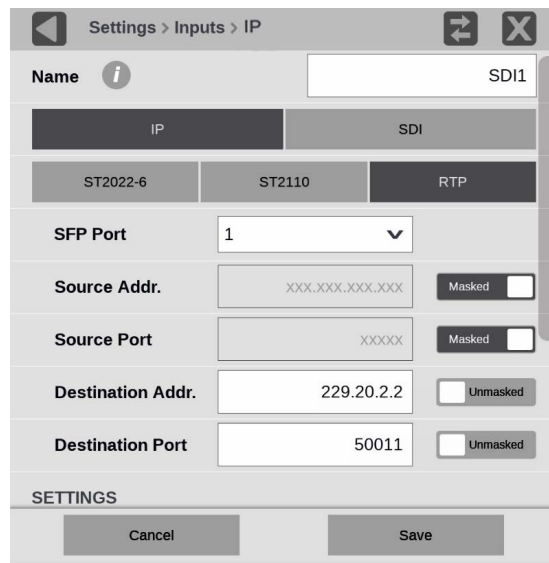 Settings > Inputs > IP
X
Name i SDI1
IP SDI
ST2022-6 ST2110 RTP
SFP Port 1
Source Addr. xxx.xxx.xxx.xxx Masked
Source Port xxxxx Masked
Destination Addr. 229.20.2.2 Unmasked
Destination Port 50011 Unmasked
SETTINGS
Cancel Save